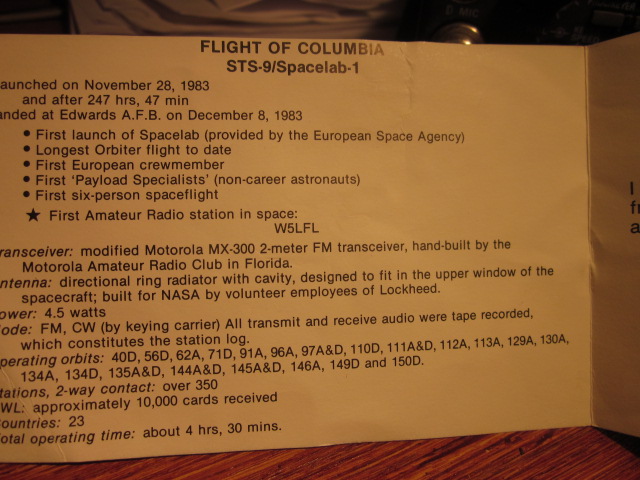 D MIC
FLIGHT OF COLUMBIA
STS-9/Spacelab-1
aunched on November 28, 1983
and after 247 hrs, 47 min
anded at Edwards A.F.B. on December 8, 1983
• First launch of Spacelab (provided by the European Space Agency)
• Longest Orbiter flight to date
• First European crewmember
• First 'Payload Specialists' (non-career astronauts)
• First six-person spaceflight
★ First Amateur Radio station in space:
W5LFL
ransceiver: modified Motorola MX-300 2-meter FM transceiver, hand-built by the
Motorola Amateur Radio Club in Florida.
ntenna: directional ring radiator with cavity, designed to fit in the upper window of the
spacecraft; built for NASA by volunteer employees of Lockheed.
ower: 4.5 watts
ode: FM, CW (by keying carrier) All transmit and receive audio were tape recorded,
which constitutes the station log.
perating orbits: 40D, 56D, 62A, 71D, 91A, 96A, 97A&D, 110D, 111A&D, 112A, 113A, 129A, 130A,
134A, 134D, 135A&D, 144A&D, 145A&D, 146A, 149D and 150D.
tations, 2-way contact: over 350
WL: approximately 10,000 cards received
ountries: 23
otal operating time: about 4 hrs, 30 mins.
I
f
a